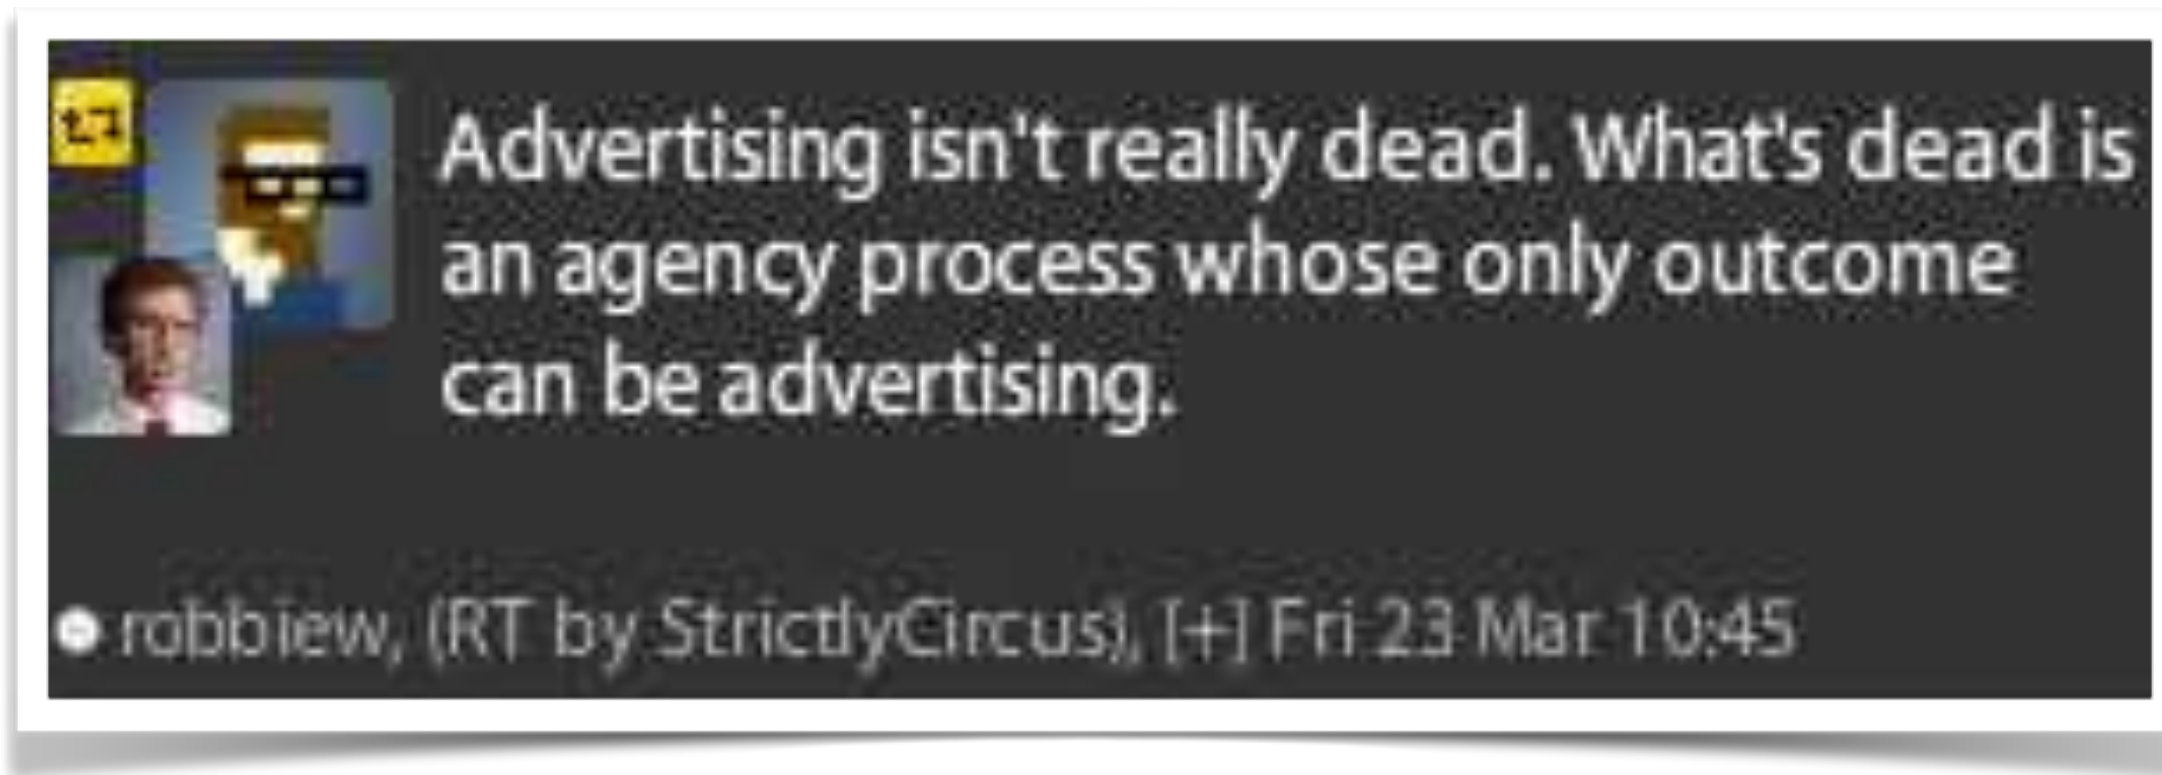 Advertising isn't really dead. What's dead is
an agency process whose only outcome
can be advertising.
robbiew, (RT by StrictlyCircus), [+] Fri 23 Mar 10:45